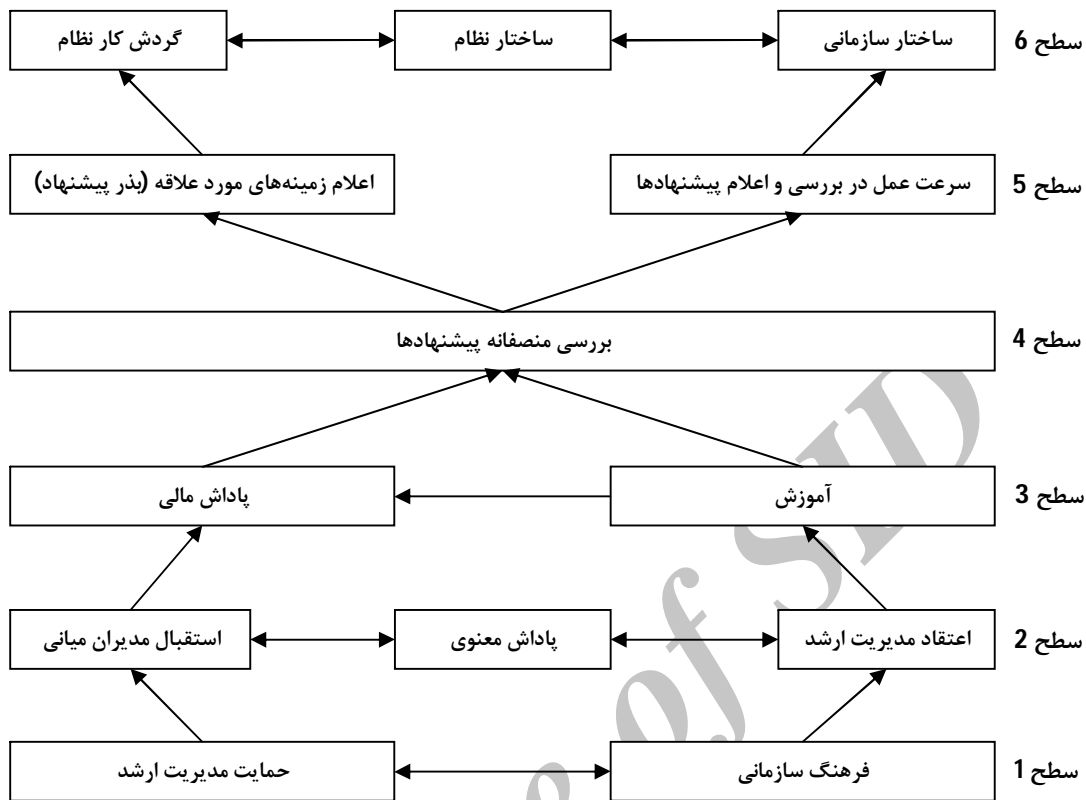 سطح 6
ساختار سازمانی
ساختار نظام
گردش کار نظام
سطح 5
سرعت عمل در بررسی و اعلام پیشنهادها
اعلام زمینه‌های مورد علاقه (بذر پیشنهاد)
سطح 4
بررسی منصفانه پیشنهادها
سطح 3
آموزش
پاداش مالی
سطح 2
اعتقاد مدیریت ارشد
پاداش معنوی
استقبال مدیران میانی
سطح 1
فرهنگ سازمانی
حمایت مدیریت ارشد
of SID